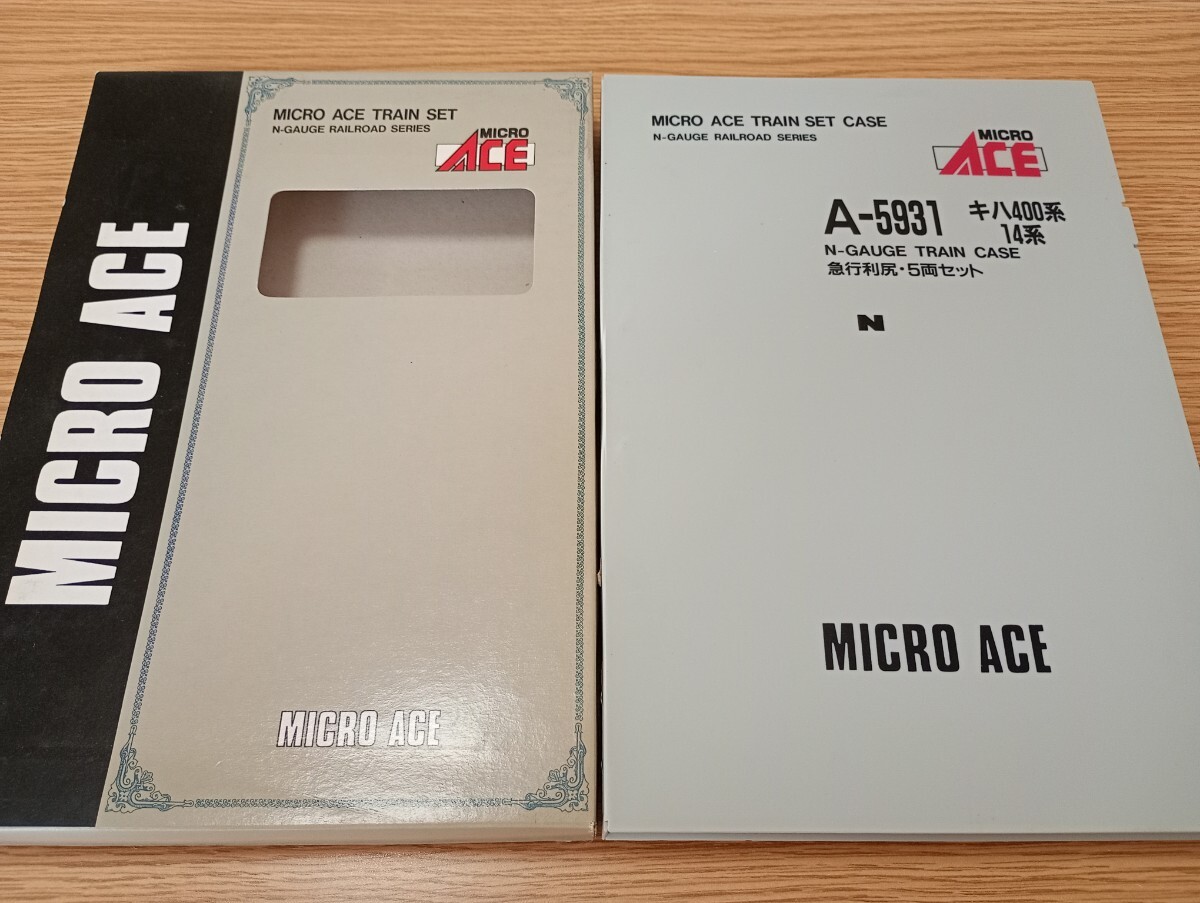 MICRO ACE
MICRO ACE TRAIN SET
N-GAUGE RAILROAD SERIES
MICRO
ACE
MICRO ACE
MICRO ACE TRAIN SET CASE
N-GAUGE RAILROAD SERIES
MICRO
ACE
A-5931 キハ400系
14系
N-GAUGE TRAIN CASE
急行利尻・5両セット
N
MICRO ACE